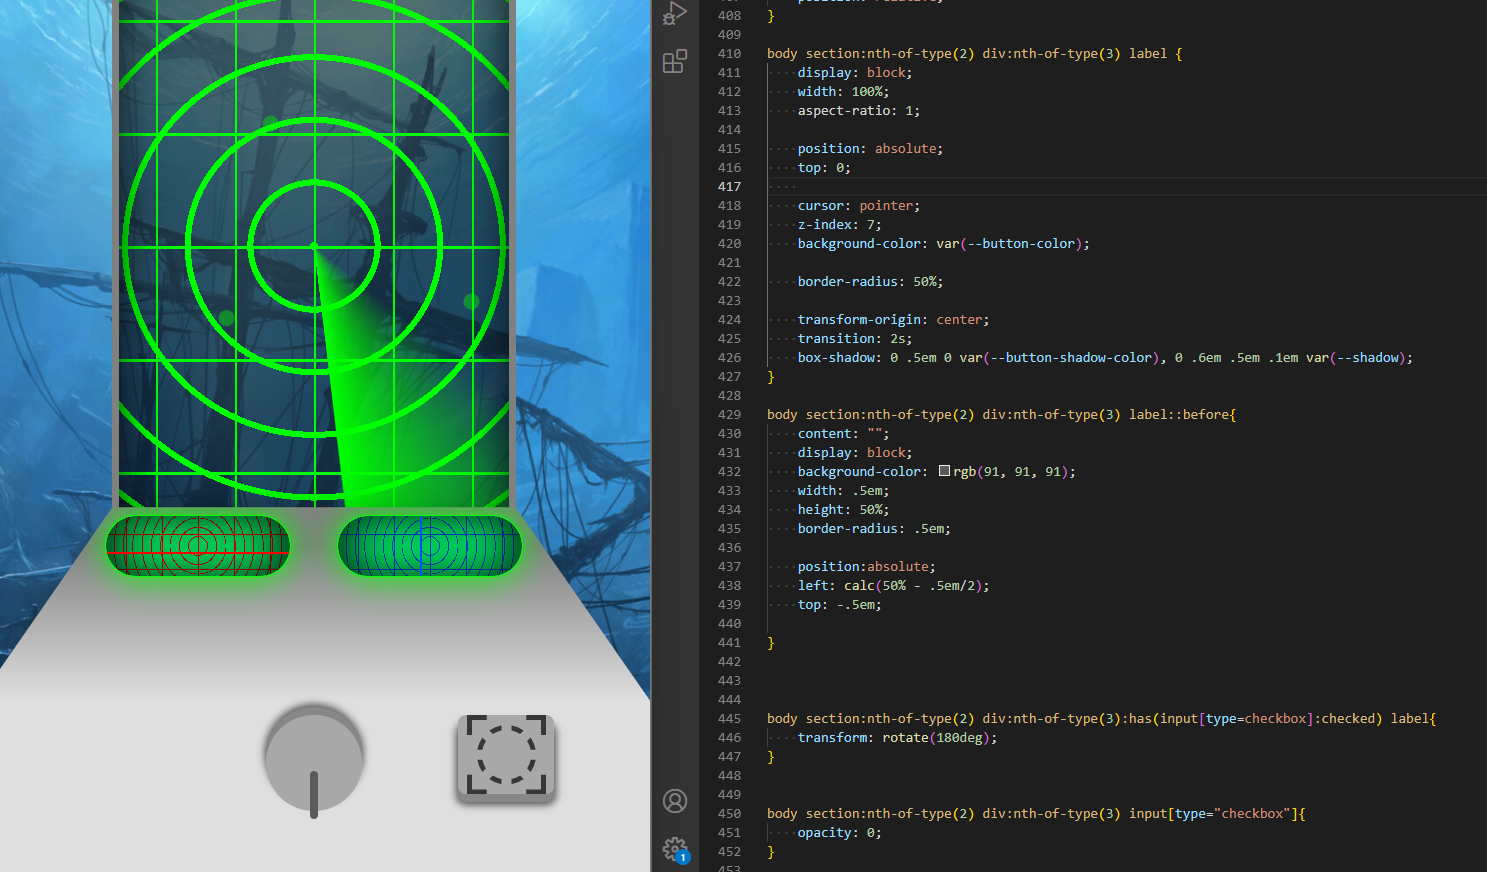 408 }
409
410 body section:nth-of-type(2) div:nth-of-type(3) label {
411 ····display: block;
412 ····width: 100%;
413 ····aspect-ratio: 1;
414
415 ····position: absolute;
416 ····top: 0;
417 ····
418 ····cursor: pointer;
419 ····z-index: 7;
420 ····background-color: var(--button-color);
421
422 ····border-radius: 50%;
423
424 ····transform-origin: center;
425 ····transition: 2s;
426 ····box-shadow: 0 .5em 0 var(--button-shadow-color), 0 .6em .5em .1em var(--shadow);
427 }
428
429 body section:nth-of-type(2) div:nth-of-type(3) label::before{
430 ····content: "";
431 ····display: block;
432 ····background-color: rgb(91, 91, 91);
433 ····width: .5em;
434 ····height: 50%;
435 ····border-radius: .5em;
436
437 ····position:absolute;
438 ····left: calc(50% - .5em/2);
439 ····top: -.5em;
440
441 }
442
443
444
445 body section:nth-of-type(2) div:nth-of-type(3):has(input[type=checkbox]:checked) label{
446 ····transform: rotate(180deg);
447 }
448
449
450 body section:nth-of-type(2) div:nth-of-type(3) input[type="checkbox"]{
451 ····opacity: 0;
452 }
1